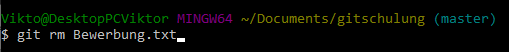 Vikto@DesktopPCViktor MINGW64 ~/Documents/gitschulung (master)
$ git rm Bewerbung.txt